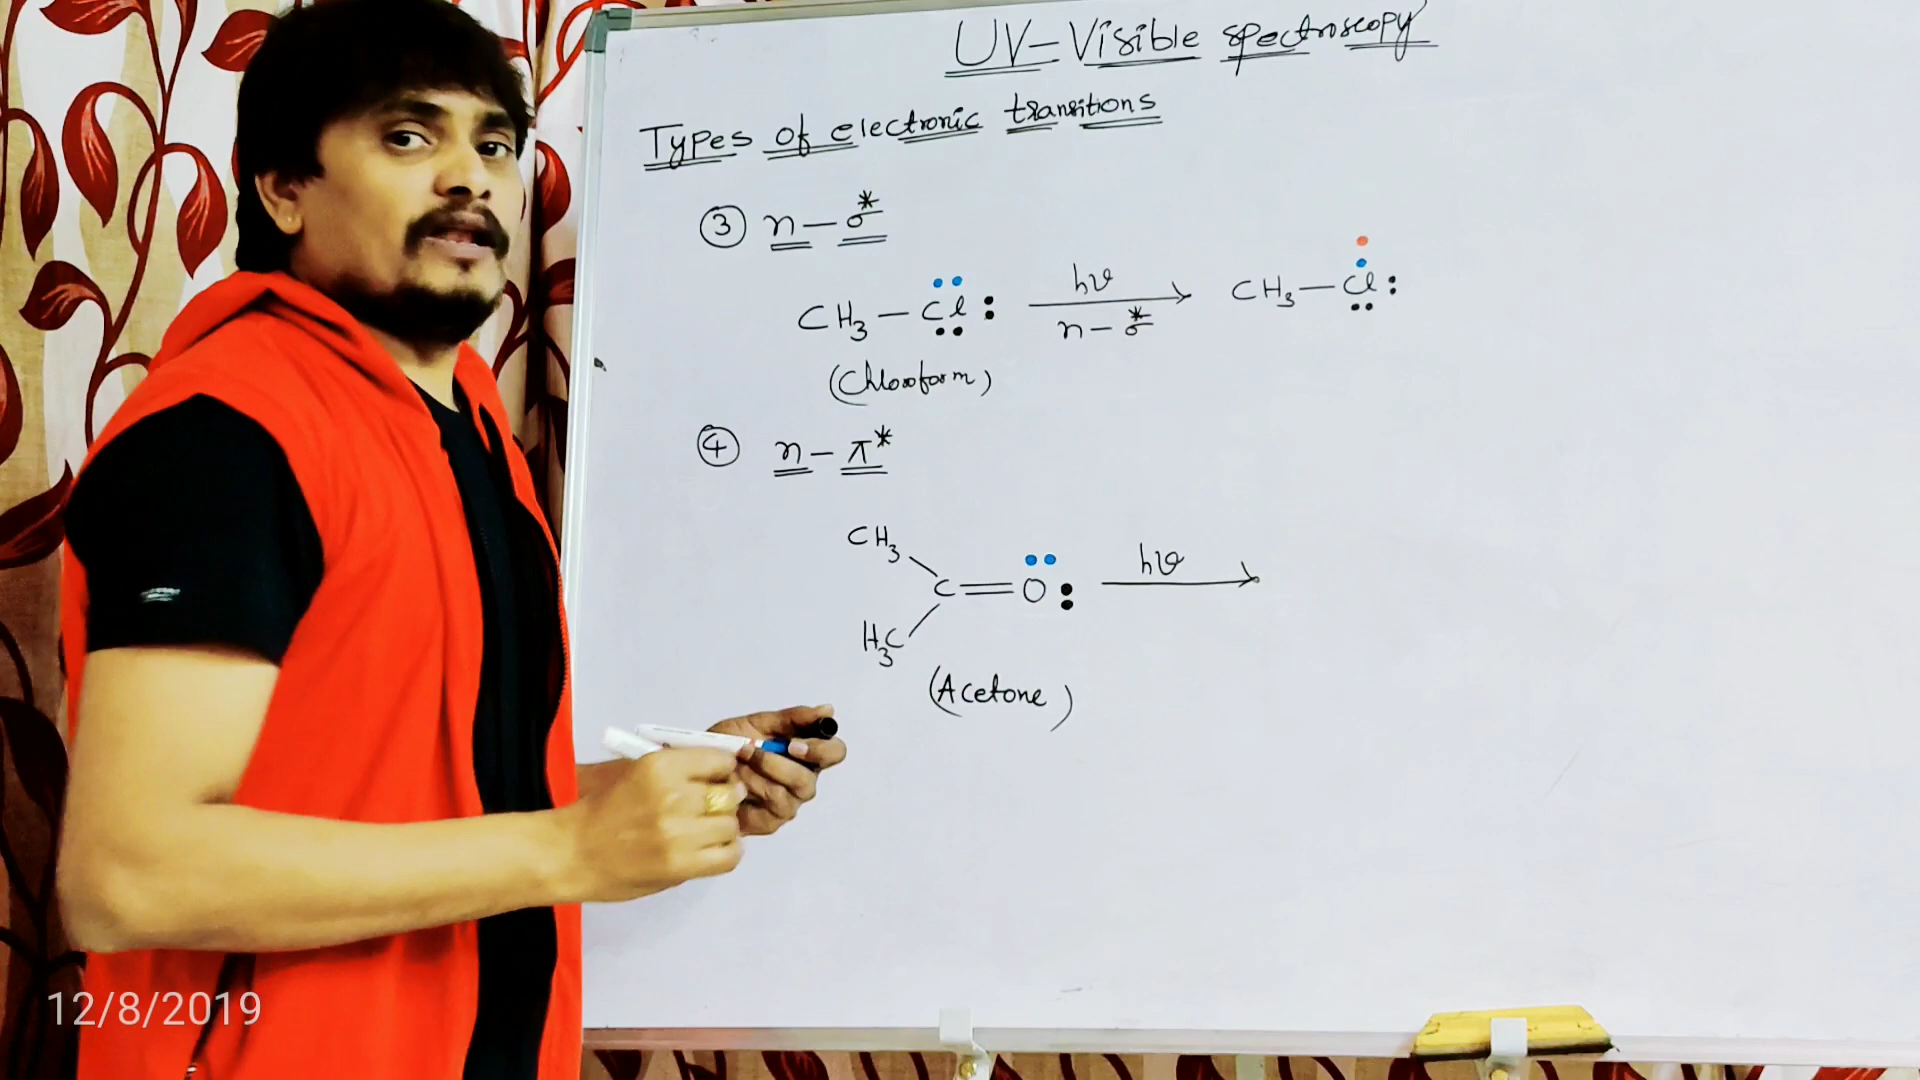 UV-Visible spectroscopy
Types of electronic transitions
③ n - σ*
CH3 - Cl: hν n - σ* CH3 - Cl:
(Chloroform)
④ n - π*
CH3
C = O: hν
H3C
(Acetone)
12/8/2019